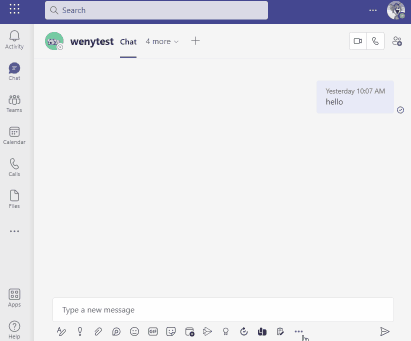 Search
Activity
Chat
Teams
Calendar
Calls
Files
Apps
Help
wenytest Chat 4 more
Yesterday 10:07 AM
hello
Type a new message
GIF